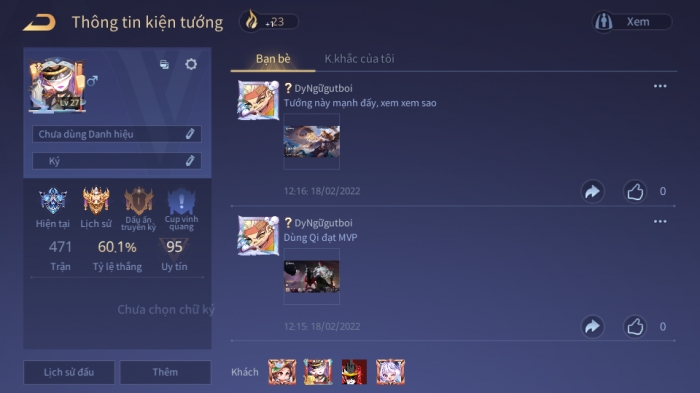 Thông tin kiện tướng
+23
Xem
Lv 27
Chưa dùng Danh hiệu
Ký
Hiện tại
Lịch sử
Dấu ấn truyền kỳ
Cup vinh quang
471
60.1%
95
Trận
Tỷ lệ thắng
Uy tín
Chưa chọn chữ ký
Lịch sử đấu
Thêm
Bạn bè
K.khắc của tôi
? DyNgữgutboi
Tướng này mạnh đấy, xem xem sao
12:16: 18/02/2022
0
? DyNgữgutboi
Dùng Qi đạt MVP
12:15: 18/02/2022
0
Khách